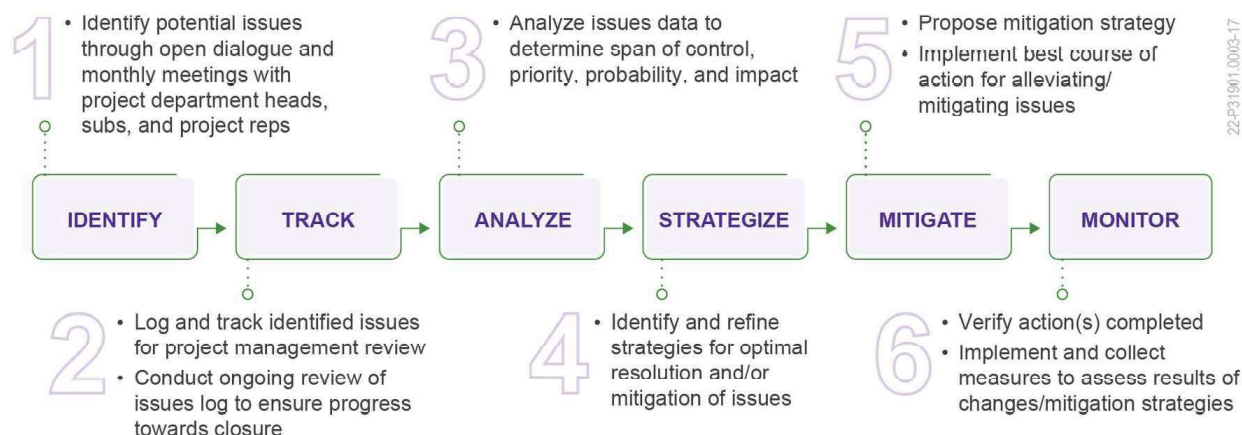 1
• Identify potential issues
through open dialogue and
monthly meetings with
project department heads,
subs, and project reps
3
• Analyze issues data to
determine span of control,
priority, probability, and impact
5
• Propose mitigation strategy
• Implement best course of
action for alleviating/
mitigating issues
22-P31901.0003-17
IDENTIFY
TRACK
ANALYZE
STRATEGIZE
MITIGATE
MONITOR
2
• Log and track identified issues
for project management review
• Conduct ongoing review of
issues log to ensure progress
towards closure
4
• Identify and refine
strategies for optimal
resolution and/or
mitigation of issues
6
• Verify action(s) completed
• Implement and collect
measures to assess results of
changes/mitigation strategies